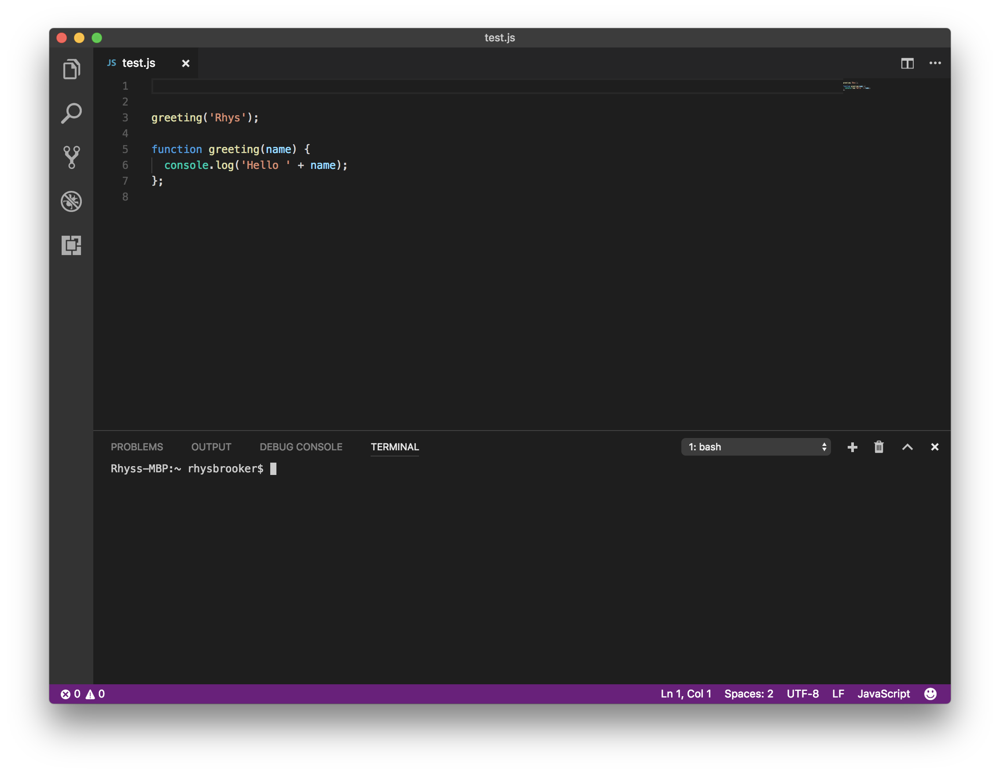 test.js
JS test.js
1
2
3 greeting('Rhys');
4
5 function greeting(name) {
6   console.log('Hello ' + name);
7 };
8
PROBLEMS OUTPUT DEBUG CONSOLE TERMINAL 1: bash
Rhyss-MBP:~ rhysbrooker$
0 0 Ln 1, Col 1 Spaces: 2 UTF-8 LF JavaScript